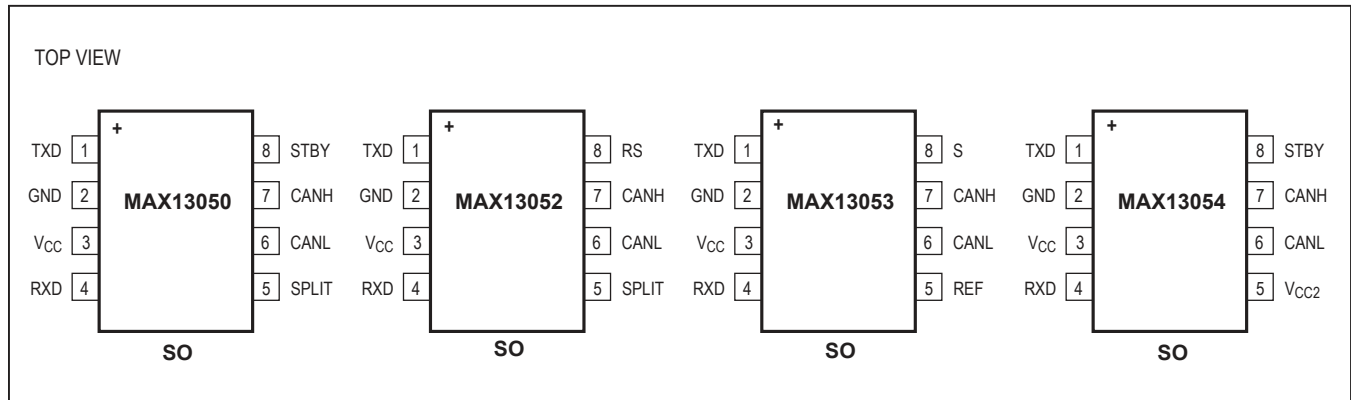 TOP VIEW
+ + + +
TXD 1 8 STBY TXD 1 8 RS TXD 1 8 S TXD 1 8 STBY
GND 2 MAX13050 7 CANH GND 2 MAX13052 7 CANH GND 2 MAX13053 7 CANH GND 2 MAX13054 7 CANH
VCC 3 6 CANL VCC 3 6 CANL VCC 3 6 CANL VCC 3 6 CANL
RXD 4 5 SPLIT RXD 4 5 SPLIT RXD 4 5 REF RXD 4 5 VCC2
SO SO SO SO